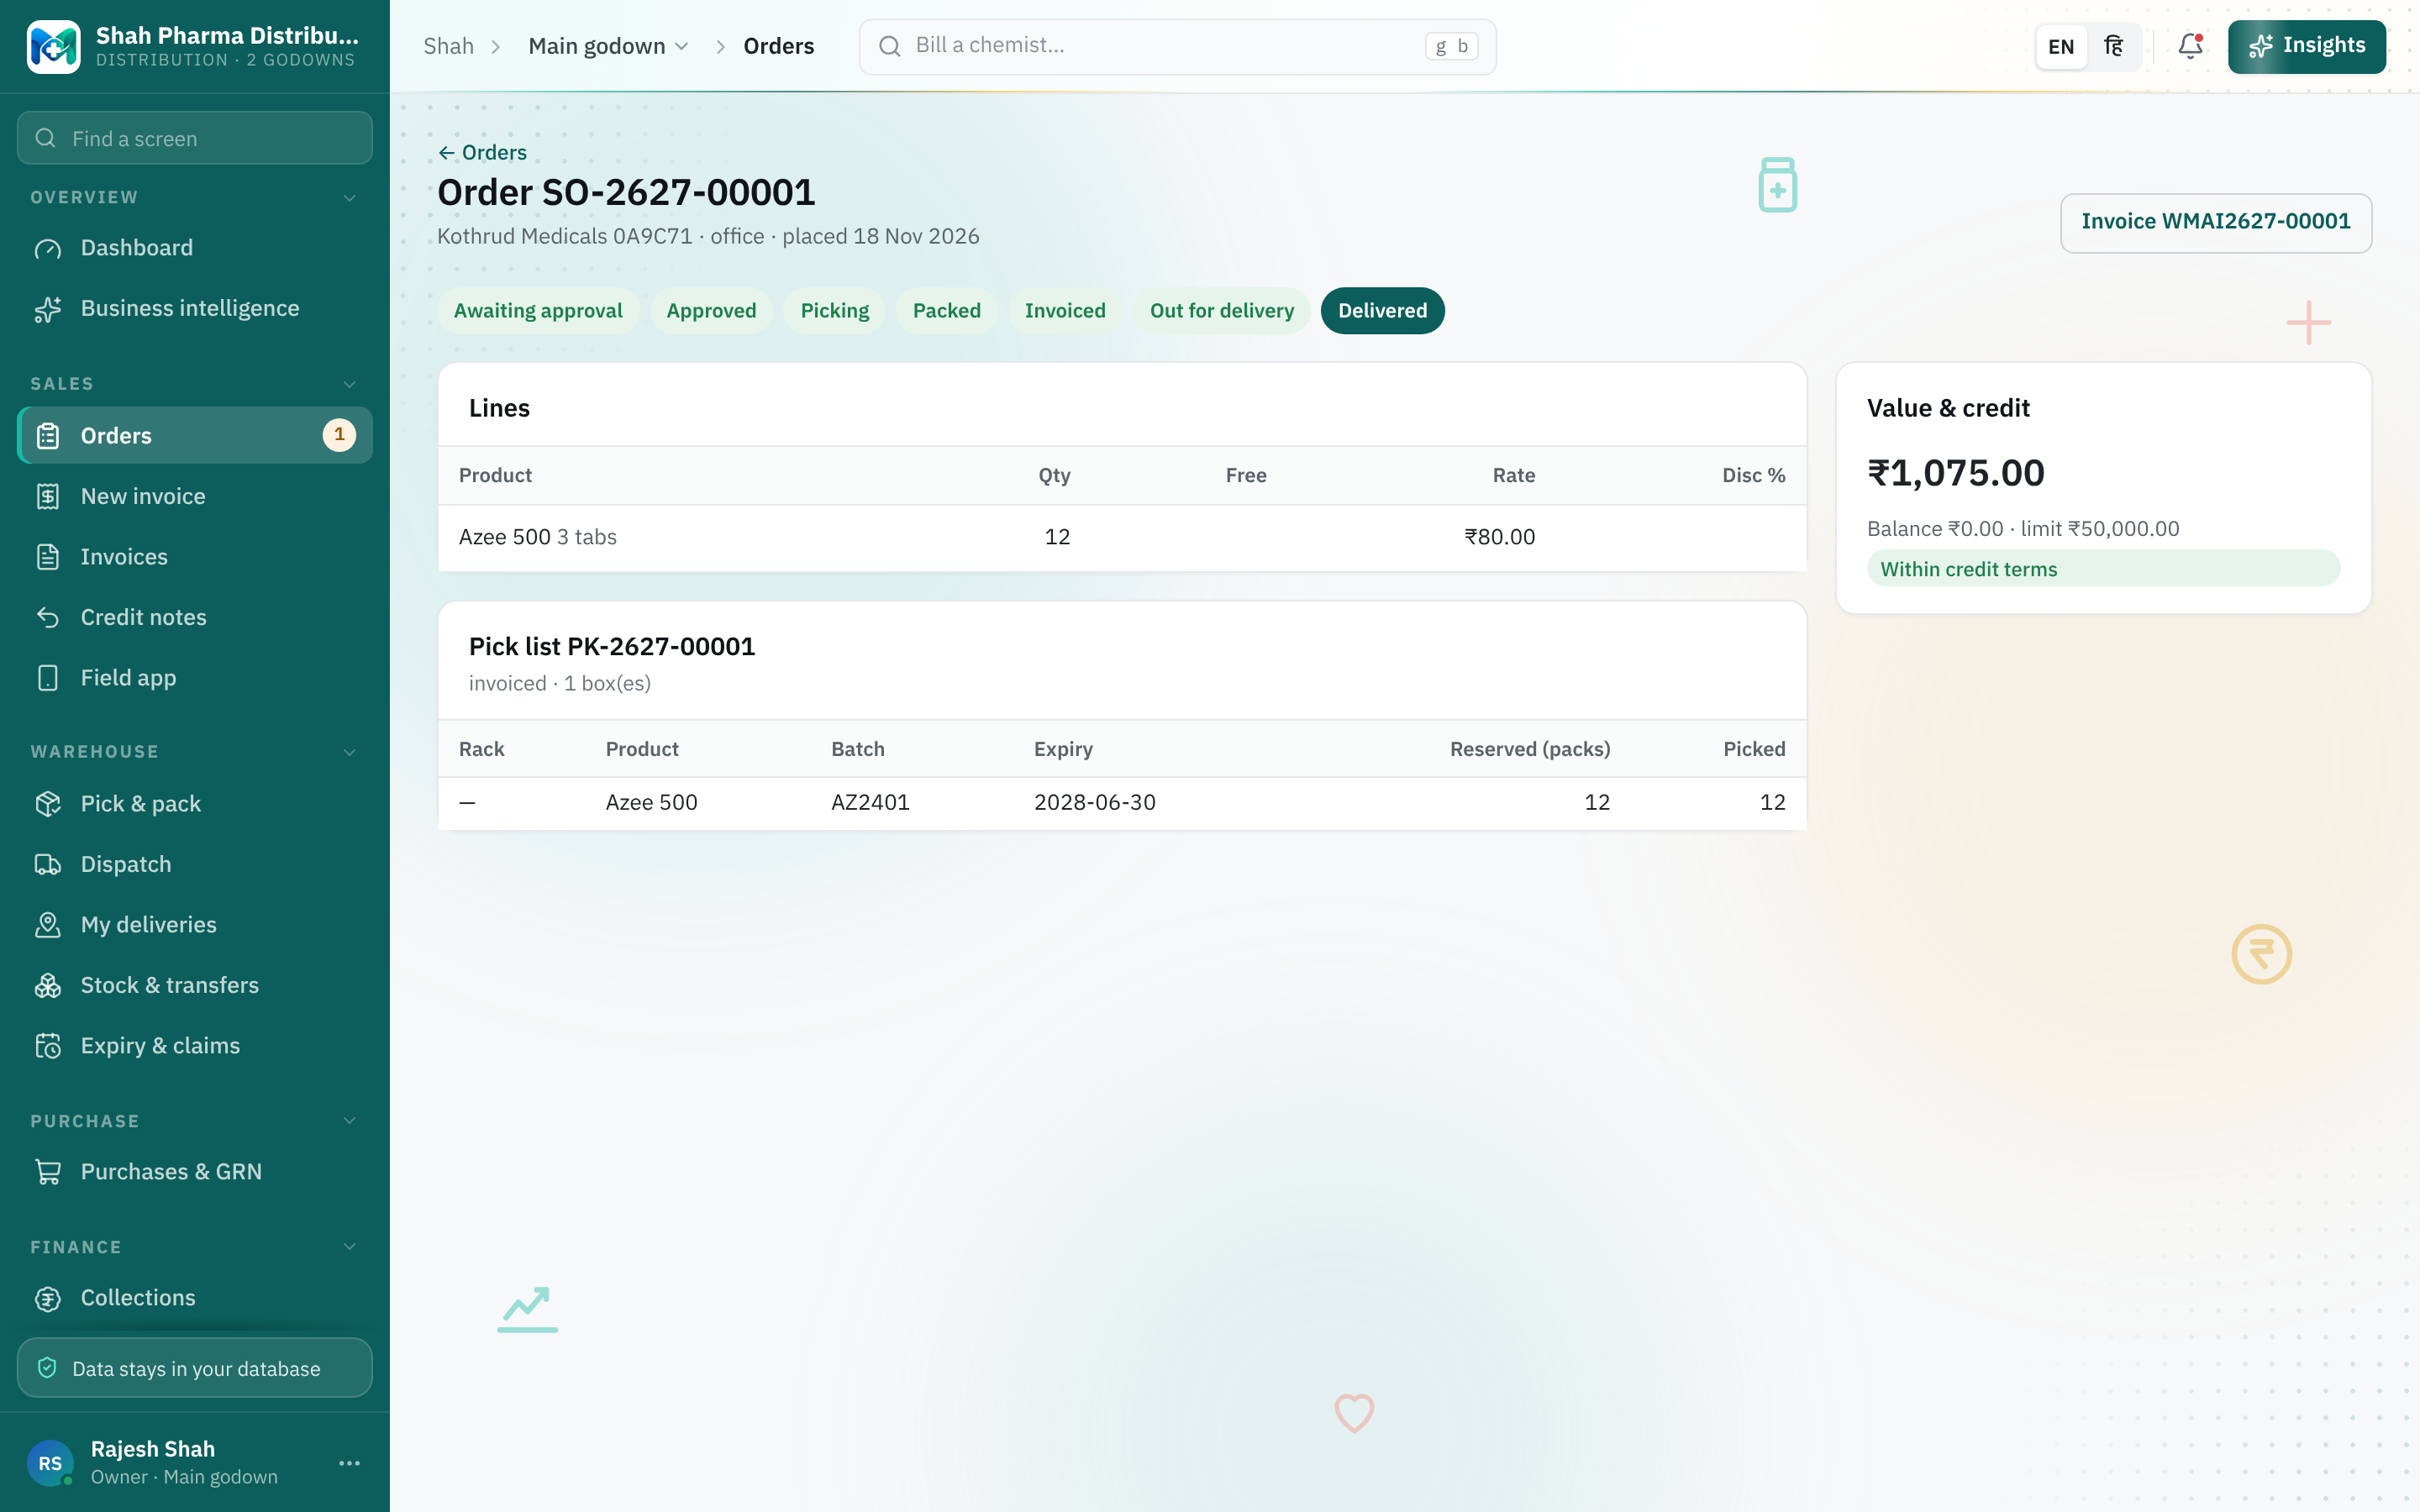 Shah Pharma Distribu...
DISTRIBUTION · 2 GODOWNS
Find a screen
OVERVIEW
Dashboard
Business intelligence
SALES
Orders 1
New invoice
Invoices
Credit notes
Field app
WAREHOUSE
Pick & pack
Dispatch
My deliveries
Stock & transfers
Expiry & claims
PURCHASE
Purchases & GRN
FINANCE
Collections
Data stays in your database
RS
Rajesh Shah
Owner · Main godown
Shah > Main godown > Orders
Bill a chemist... g b
EN हि
Insights
← Orders
Order SO-2627-00001
Kothrud Medicals 0A9C71 · office · placed 18 Nov 2026
Invoice WMAI2627-00001
Awaiting approval Approved Picking Packed Invoiced Out for delivery Delivered
Lines
Product Qty Free Rate Disc %
Azee 500 3 tabs 12 ₹80.00
Pick list PK-2627-00001
invoiced · 1 box(es)
Rack Product Batch Expiry Reserved (packs) Picked
— Azee 500 AZ2401 2028-06-30 12 12
Value & credit
₹1,075.00
Balance ₹0.00 · limit ₹50,000.00
Within credit terms
₹